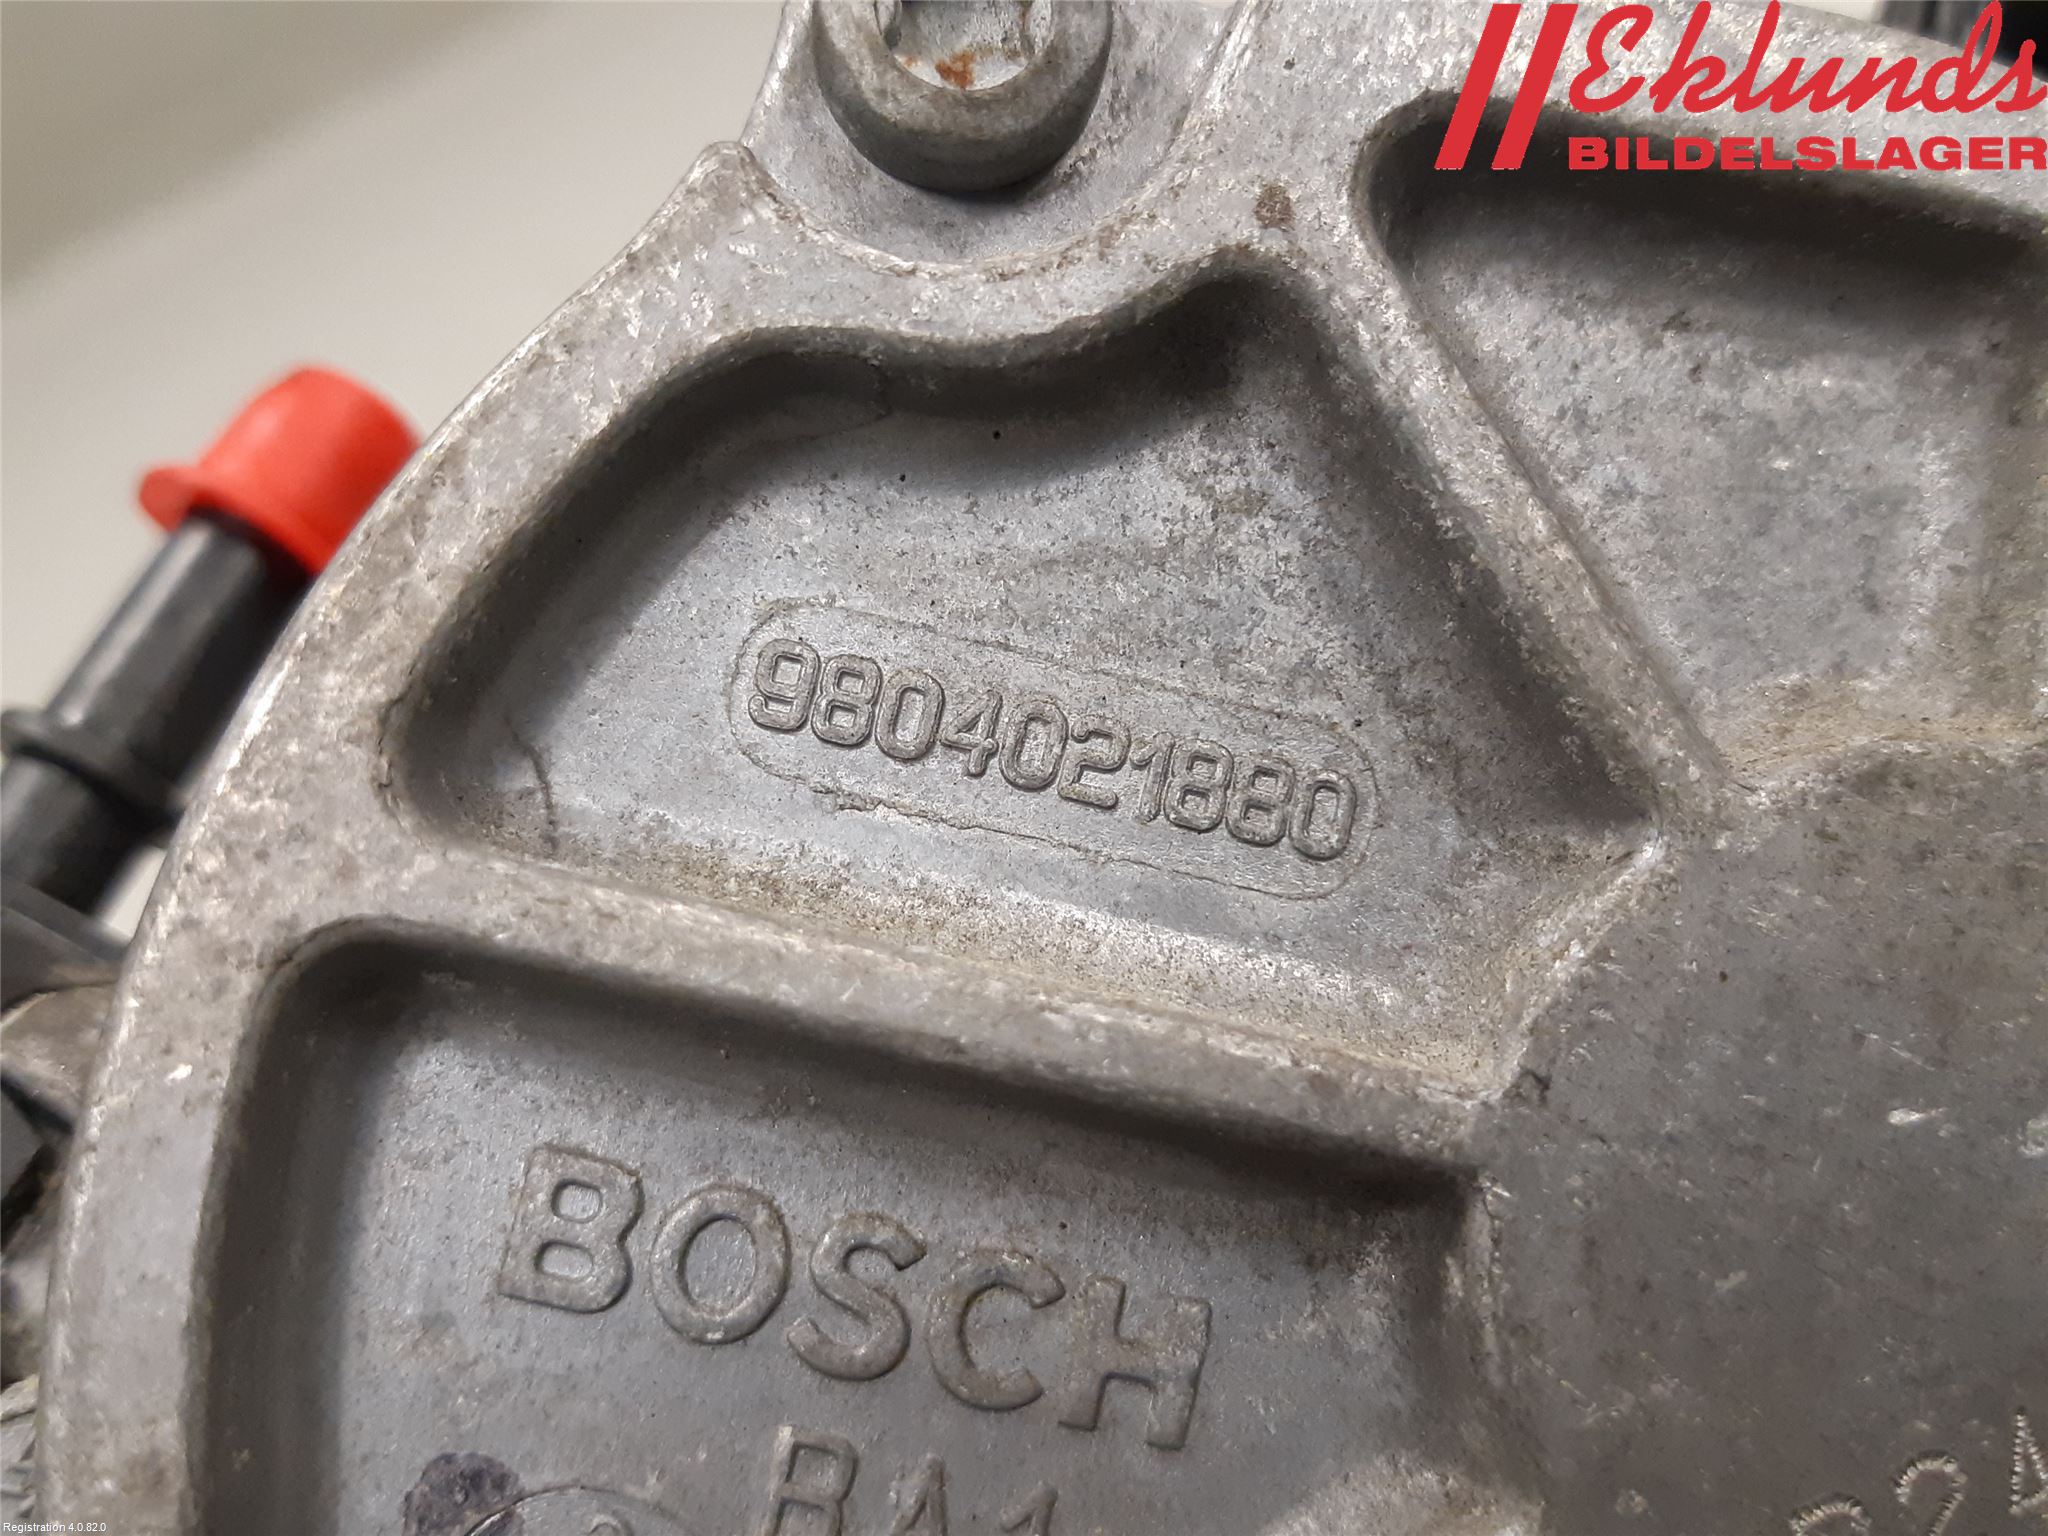 Eklunds
BILDELSLAGER
9804021880
BOSCH
Registration 4.0.82.0